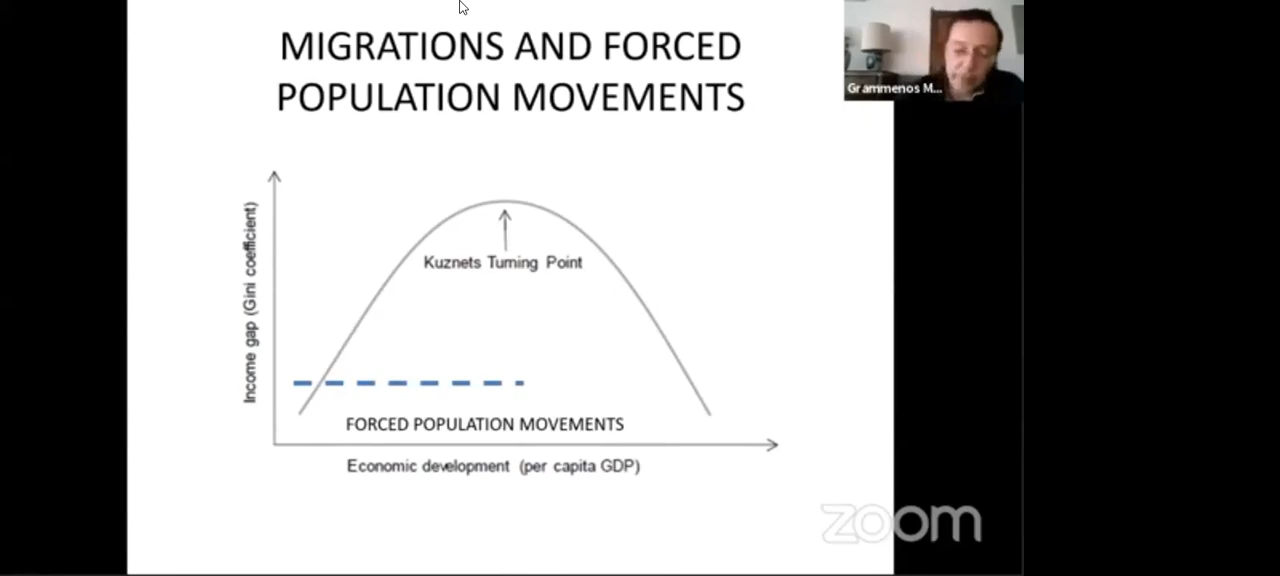 MIGRATIONS AND FORCED
POPULATION MOVEMENTS
Grammenos M...
Income gap (Gini coefficient)
Kuznets Turning Point
FORCED POPULATION MOVEMENTS
Economic development (per capita GDP)
zoom